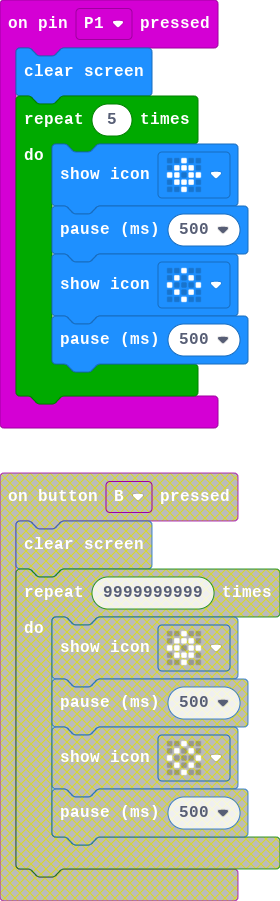 on pin P1 pressed
clear screen
repeat 5 times
do
show icon
pause (ms) 500
show icon
pause (ms) 500
on button B pressed
clear screen
repeat 9999999999 times
do
show icon
pause (ms) 500
show icon
pause (ms) 500